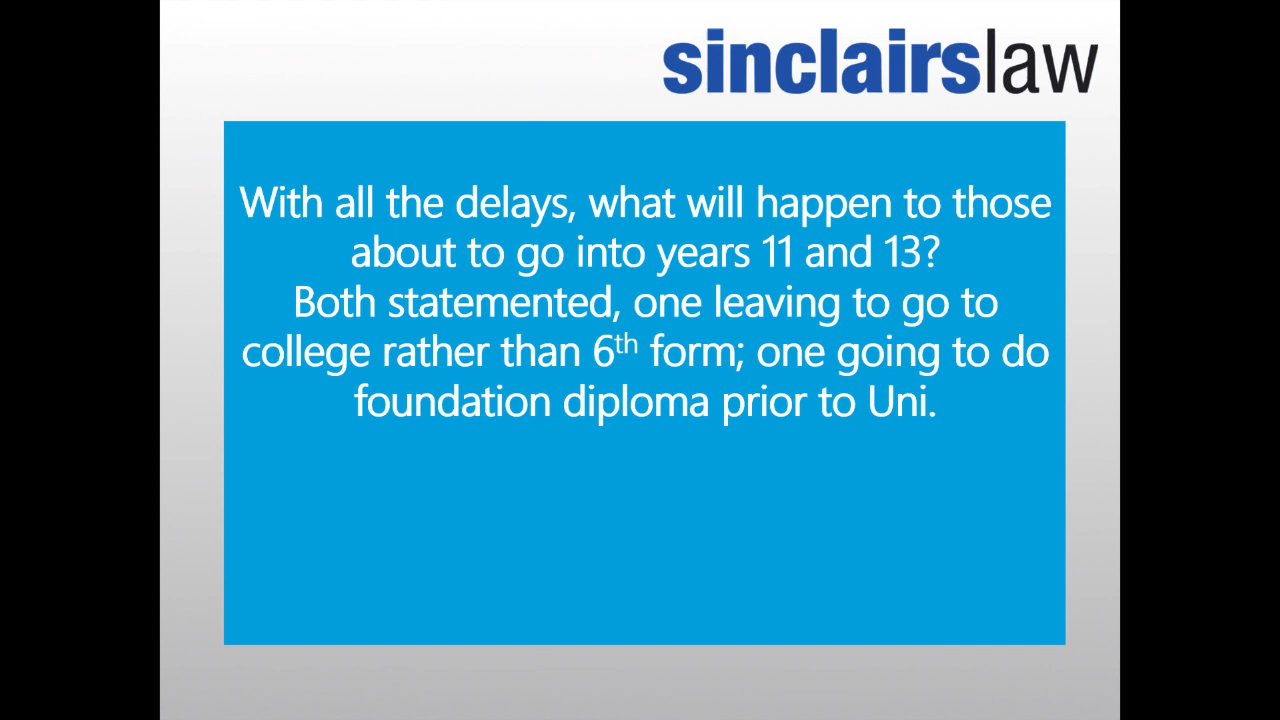 sinclairslaw
With all the delays, what will happen to those
about to go into years 11 and 13?
Both statemented, one leaving to go to
college rather than 6th form; one going to do
foundation diploma prior to Uni.